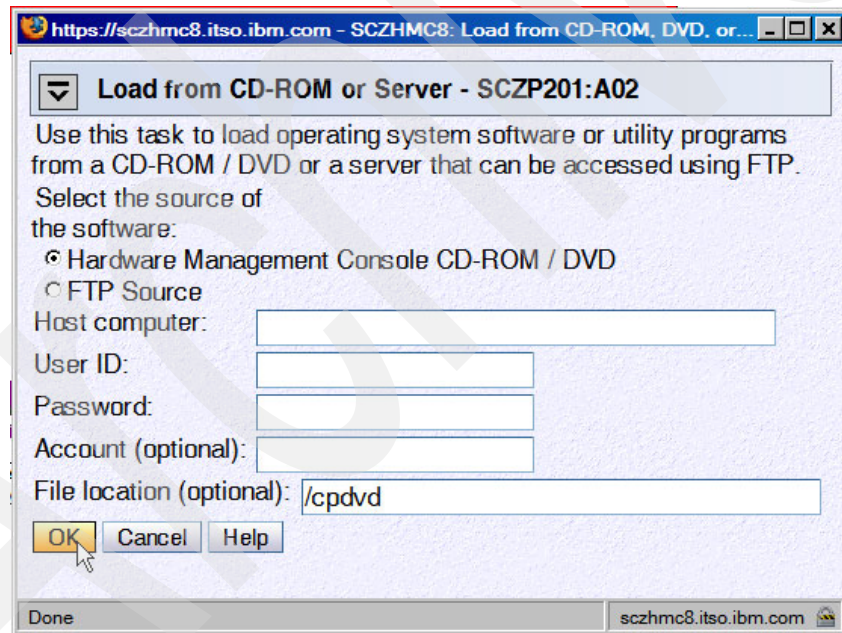 https://sczhmc8.itso.ibm.com - SCZHMC8: Load from CD-ROM, DVD, or...
Load from CD-ROM or Server - SCZP201:A02
Use this task to load operating system software or utility programs
from a CD-ROM / DVD or a server that can be accessed using FTP.
Select the source of
the software:
Hardware Management Console CD-ROM / DVD
FTP Source
Host computer:
User ID:
Password:
Account (optional):
File location (optional): /cpdvd
OK Cancel Help
Done sczhmc8.itso.ibm.com